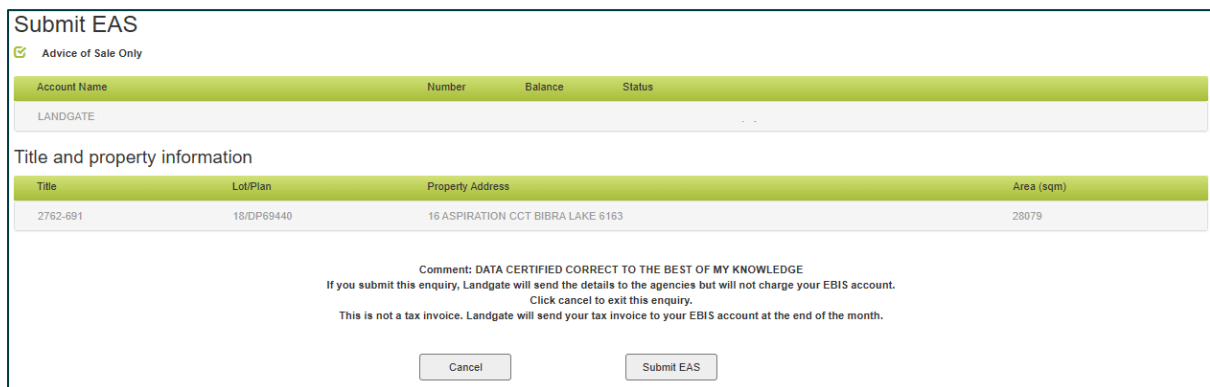 Submit EAS
Advice of Sale Only
Account Name Number Balance Status
LANDGATE
Title and property information
Title Lot/Plan Property Address Area (sqm)
2762-691 18/DP69440 16 ASPIRATION CCT BIBRA LAKE 6163 28079
Comment: DATA CERTIFIED CORRECT TO THE BEST OF MY KNOWLEDGE
If you submit this enquiry, Landgate will send the details to the agencies but will not charge your EBIS account.
Click cancel to exit this enquiry.
This is not a tax invoice. Landgate will send your tax invoice to your EBIS account at the end of the month.
Cancel Submit EAS